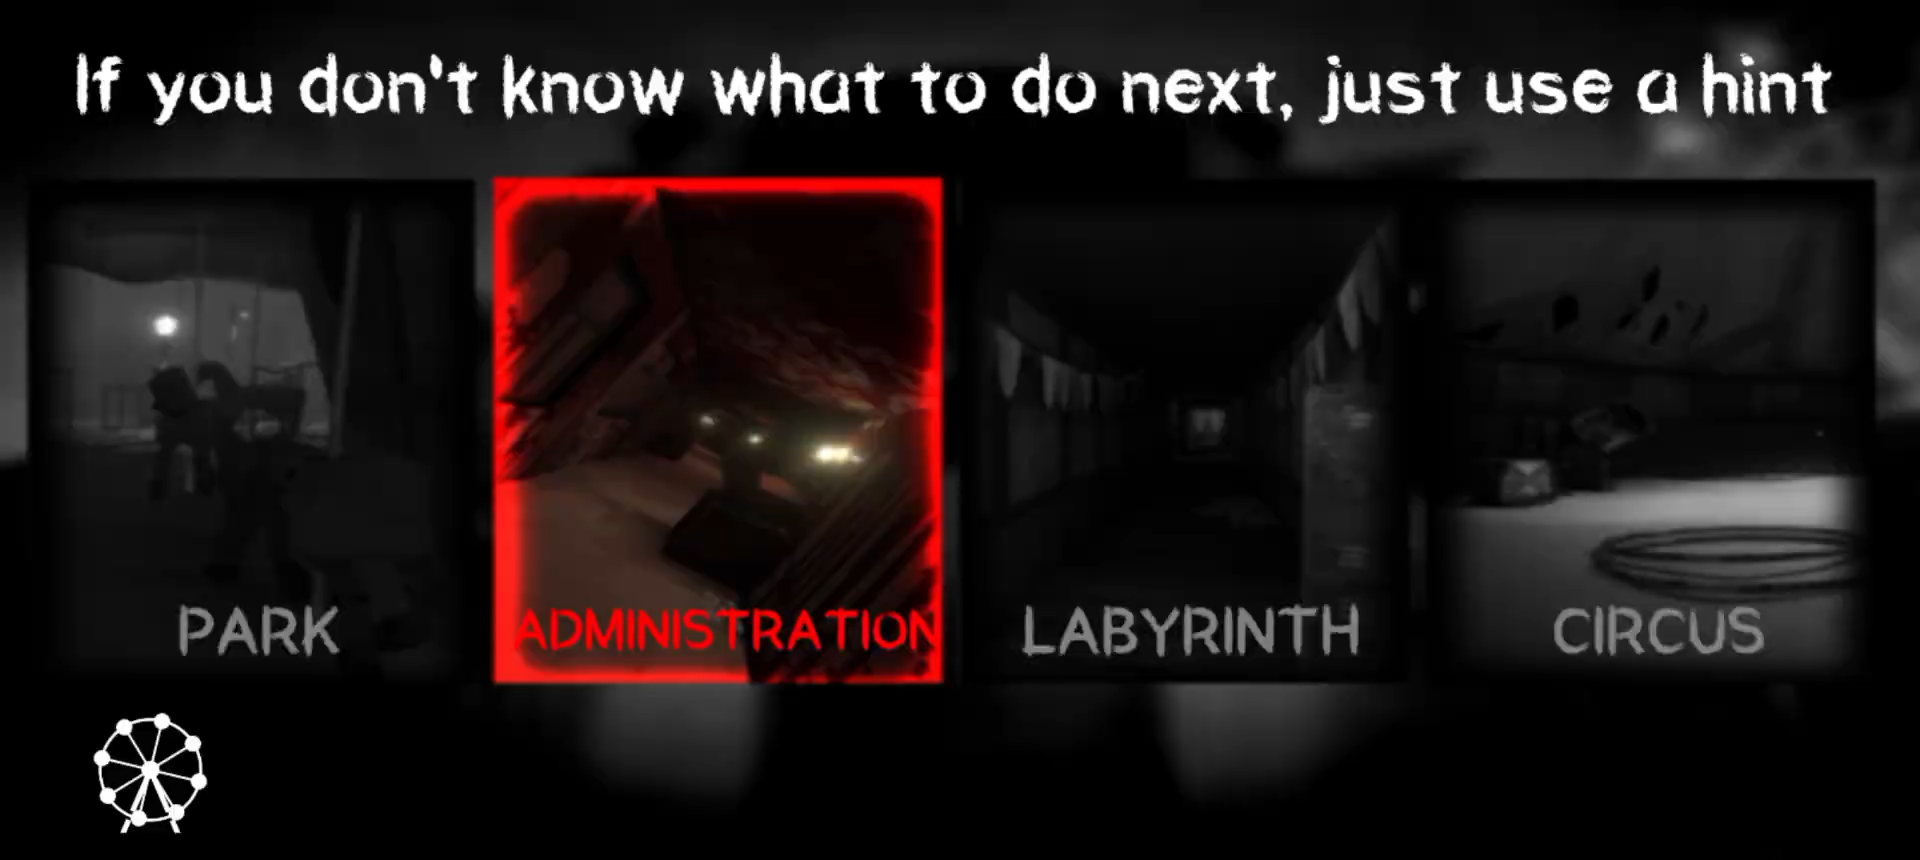 If you don't know what to do next, just use a hint
PARK
ADMINISTRATION
LABYRINTH
CIRCUS